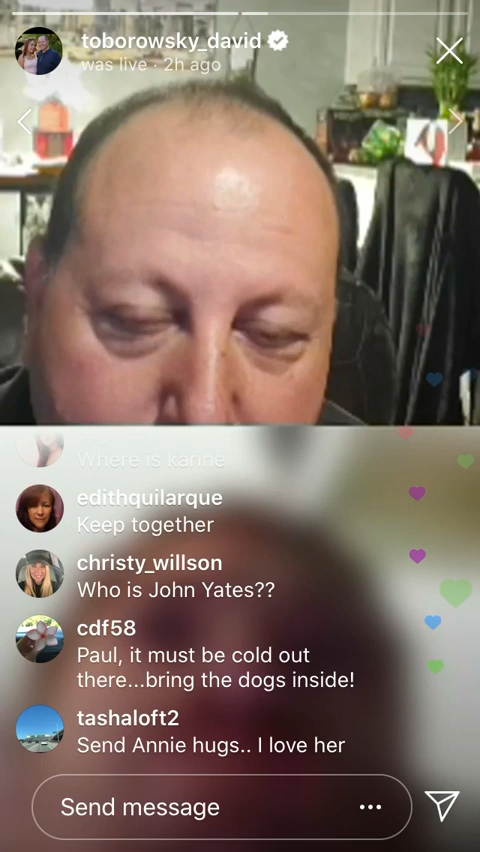 toborowsky_david
was live · 2h ago
Where is karine
edithquilarque
Keep together
christy_willson
Who is John Yates??
cdf58
Paul, it must be cold out
there...bring the dogs inside!
tashaloft2
Send Annie hugs.. I love her
Send message